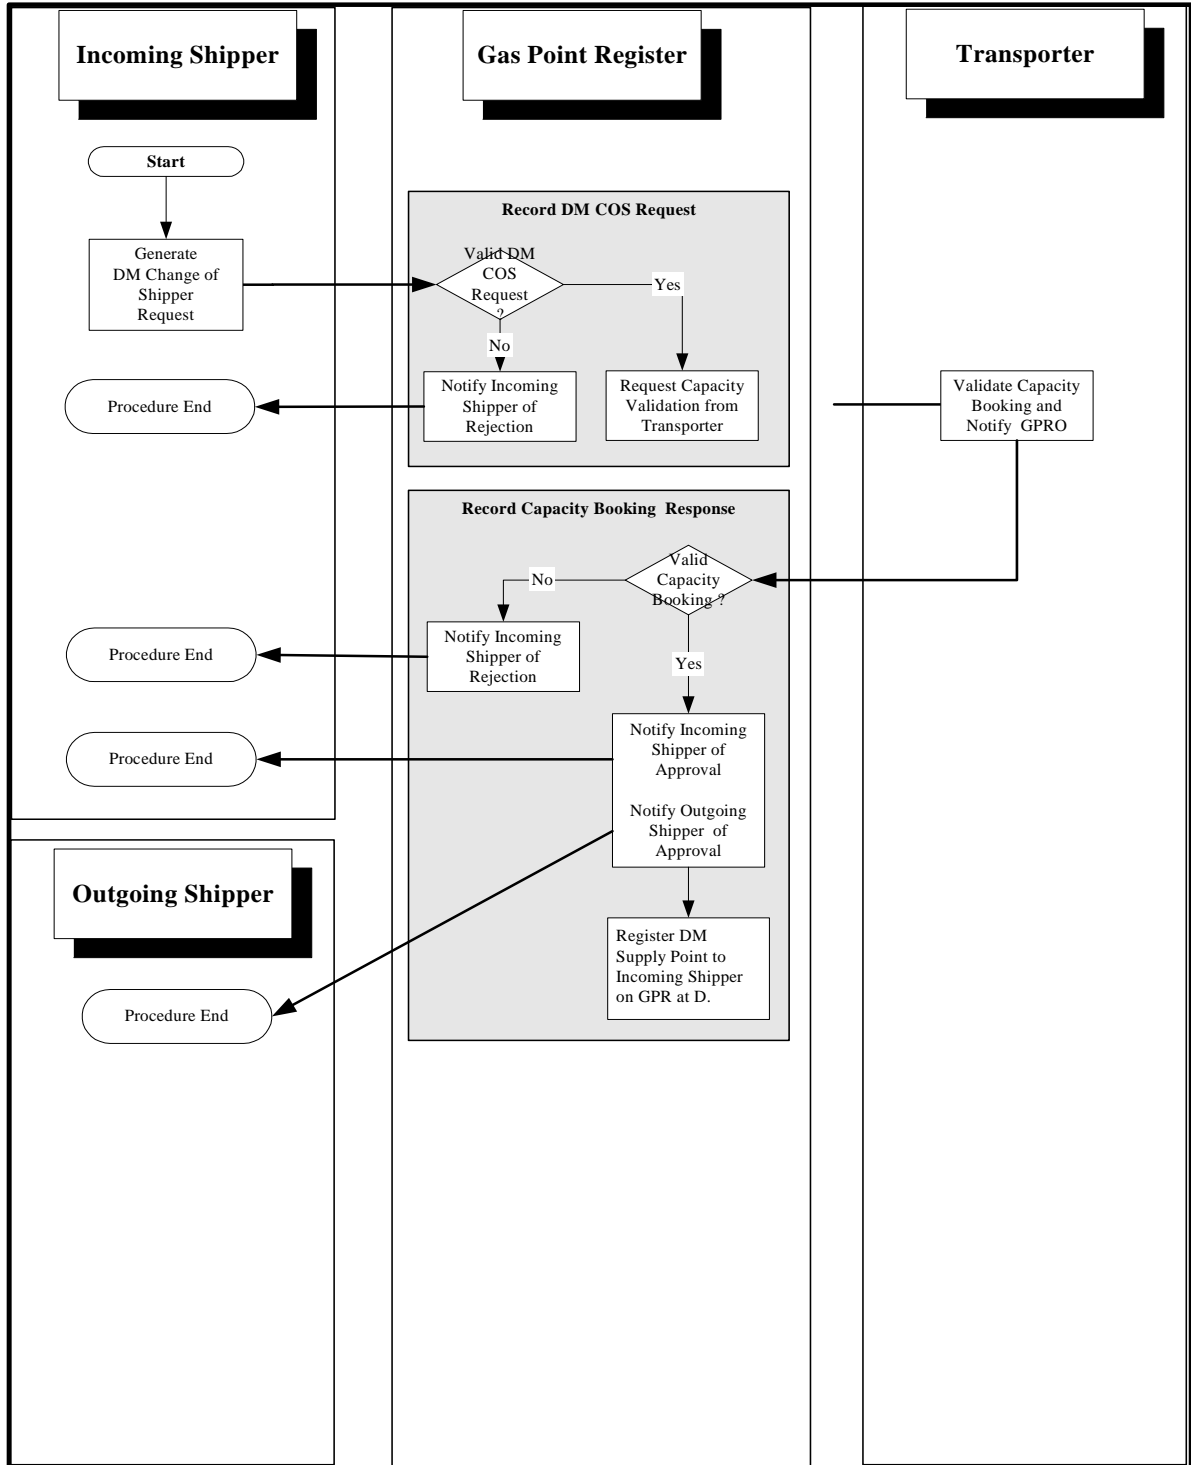 Incoming Shipper
Gas Point Register
Transporter
Start
Record DM COS Request
Generate
DM Change of
Shipper
Request
Valid DM
COS
Request
?
Yes
No
Procedure End
Notify Incoming
Shipper of
Rejection
Request Capacity
Validation from
Transporter
Validate Capacity
Booking and
Notify GPRO
Record Capacity Booking Response
Valid
Capacity
Booking ?
No
Yes
Procedure End
Notify Incoming
Shipper of
Rejection
Procedure End
Notify Incoming
Shipper of
Approval
Notify Outgoing
Shipper of
Approval
Outgoing Shipper
Register DM
Supply Point to
Incoming Shipper
on GPR at D.
Procedure End